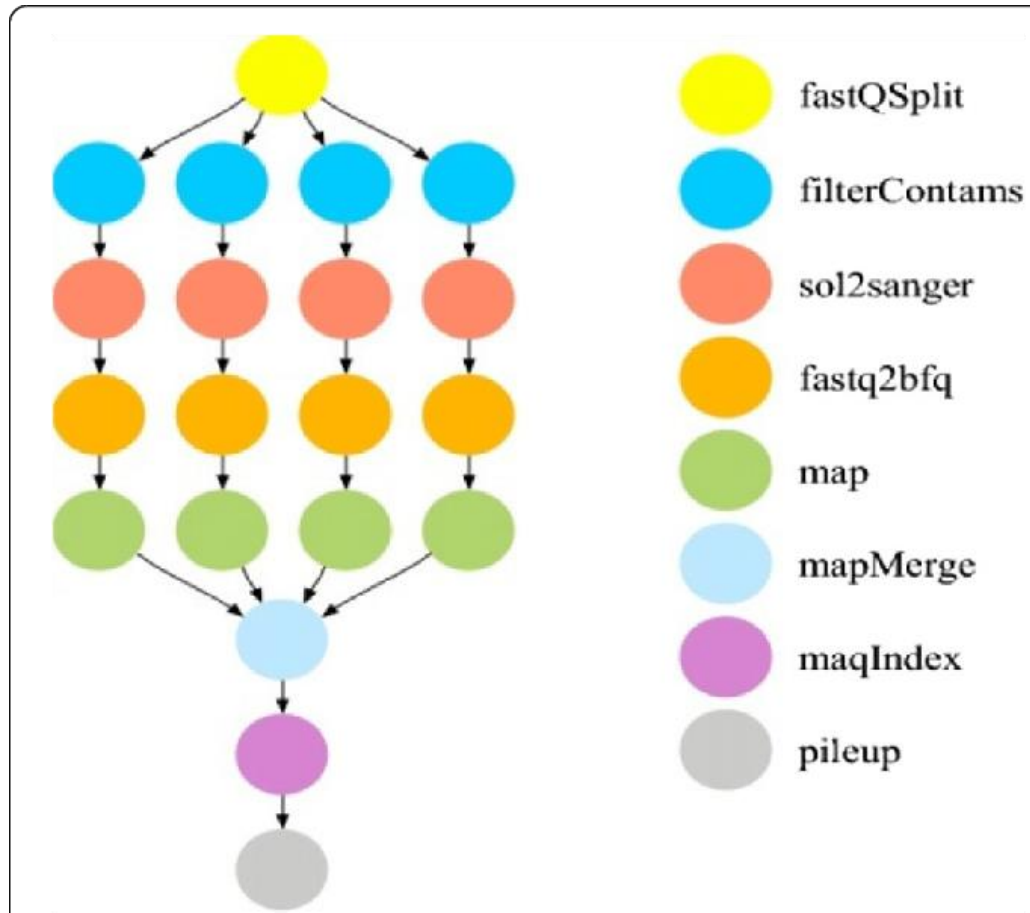 fastQSplit
filterContams
sol2sanger
fastq2bfq
map
mapMerge
maqIndex
pileup